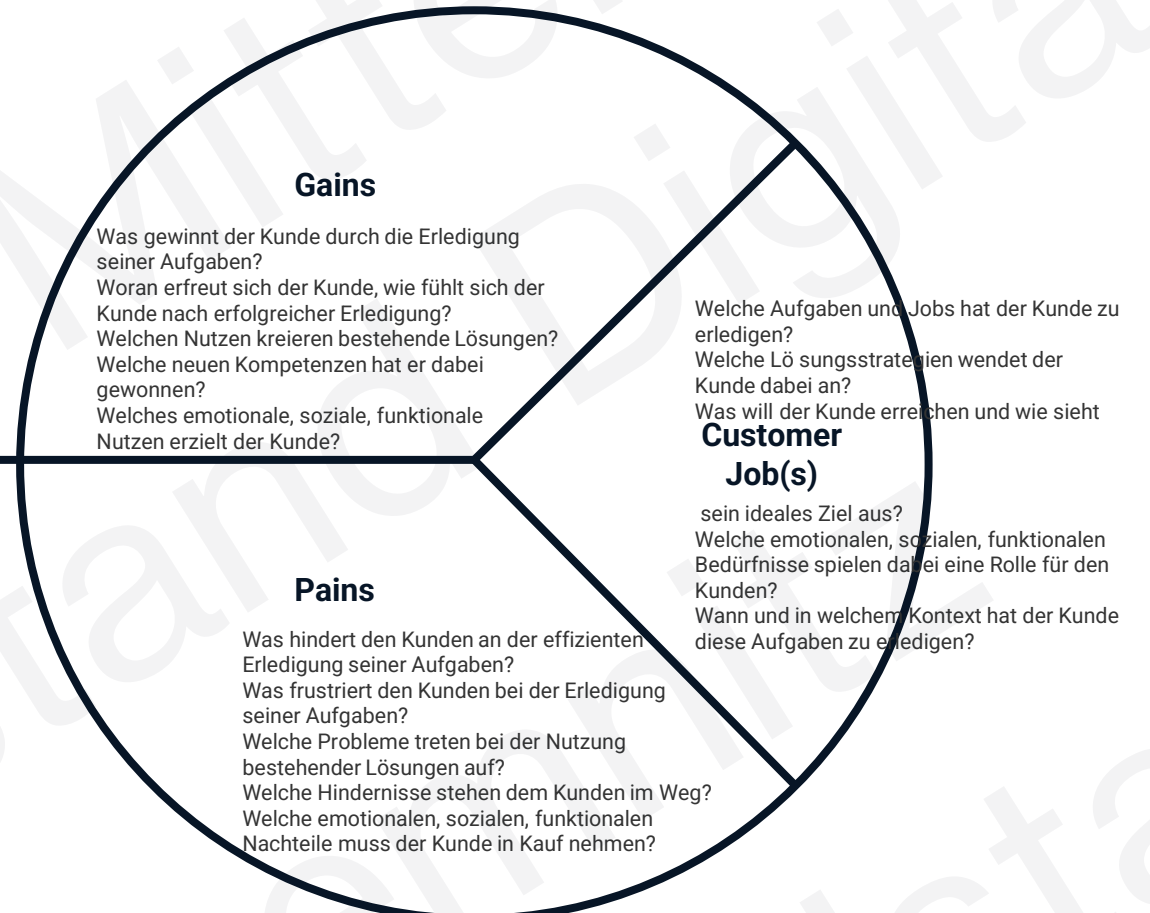 Gains
Was gewinnt der Kunde durch die Erledigung
seiner Aufgaben?
Woran erfreut sich der Kunde, wie fühlt sich der
Kunde nach erfolgreicher Erledigung?
Welchen Nutzen kreieren bestehende Lösungen?
Welche neuen Kompetenzen hat er dabei
gewonnen?
Welches emotionale, soziale, funktionale
Nutzen erzielt der Kunde?
Welche Aufgaben und Jobs hat der Kunde zu
erledigen?
Welche Lö sungsstrategien wendet der
Kunde dabei an?
Was will der Kunde erreichen und wie sieht
Customer
Job(s)
sein ideales Ziel aus?
Welche emotionalen, sozialen, funktionalen
Bedürfnisse spielen dabei eine Rolle für den
Kunden?
Wann und in welchem Kontext hat der Kunde
diese Aufgaben zu erledigen?
Pains
Was hindert den Kunden an der effizienten
Erledigung seiner Aufgaben?
Was frustriert den Kunden bei der Erledigung
seiner Aufgaben?
Welche Probleme treten bei der Nutzung
bestehender Lösungen auf?
Welche Hindernisse stehen dem Kunden im Weg?
Welche emotionalen, sozialen, funktionalen
Nachteile muss der Kunde in Kauf nehmen?